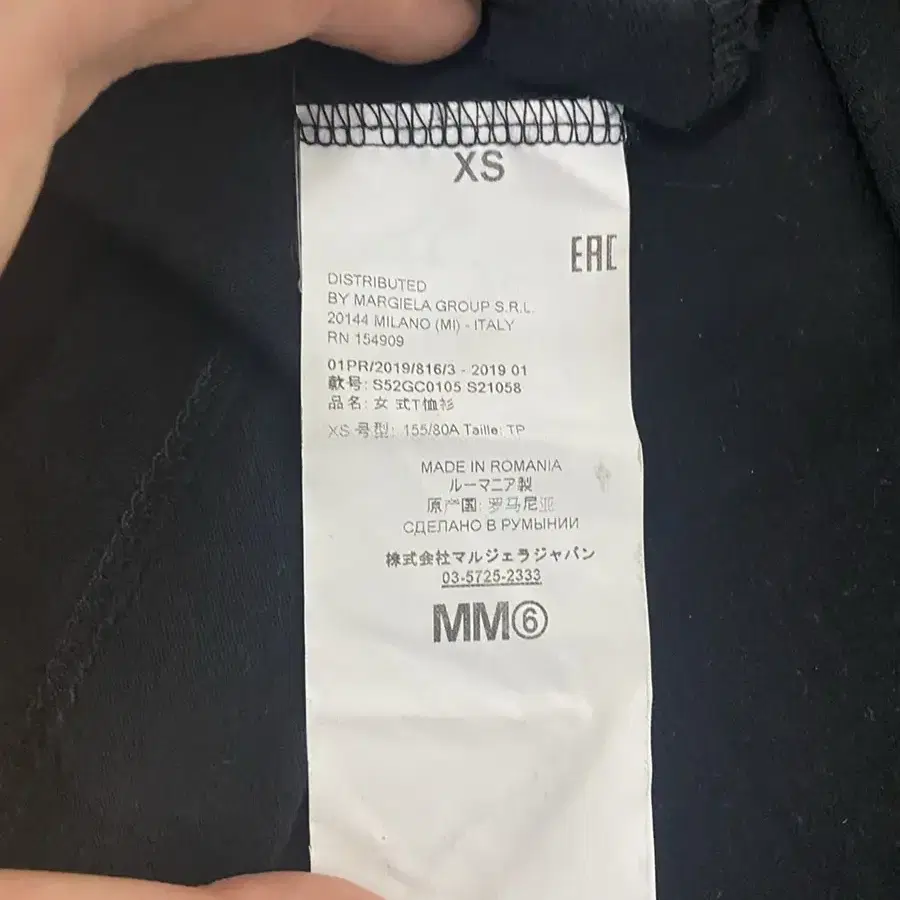 XS
EAC
DISTRIBUTED
BY MARGIELA GROUP S.R.L.
20144 MILANO (MI) - ITALY
RN 154909
01PR/2019/816/3 - 2019 01
款号: S52GC0105 S21058
品名: 女 式T恤衫
XS 号型: 155/80A Taille: TP
MADE IN ROMANIA
ルーマニア製
原产国: 罗马尼亚
СДЕЛАНО В РУМЫНИИ
株式会社マルジェラジャパン
03-5725-2333
MM⑥